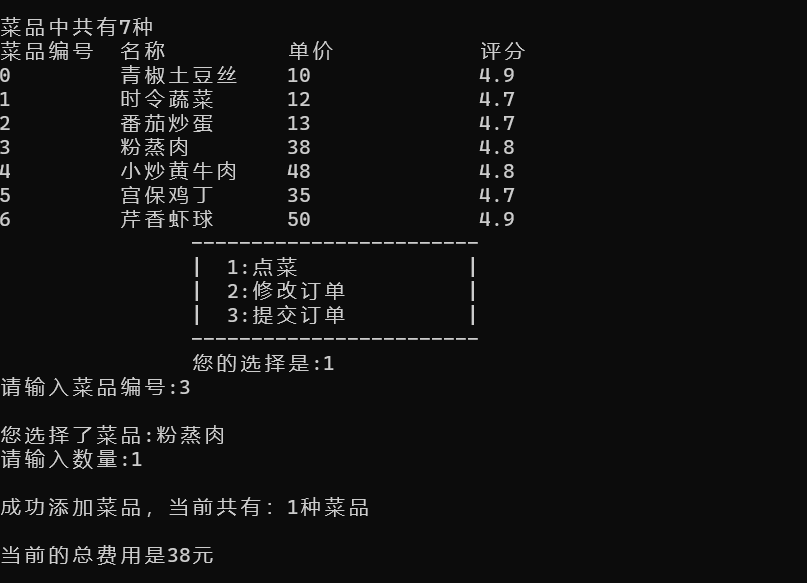 菜品中共有7种
菜品编号 名称 单价 评分
0 青椒土豆丝 10 4.9
1 时令蔬菜 12 4.7
2 番茄炒蛋 13 4.7
3 粉蒸肉 38 4.8
4 小炒黄牛肉 48 4.8
5 宫保鸡丁 35 4.7
6 芹香虾球 50 4.9
------------------------
| 1:点菜 |
| 2:修改订单 |
| 3:提交订单 |
------------------------
您的选择是:1
请输入菜品编号:3
您选择了菜品:粉蒸肉
请输入数量:1
成功添加菜品，当前共有：1种菜品
当前的总费用是38元